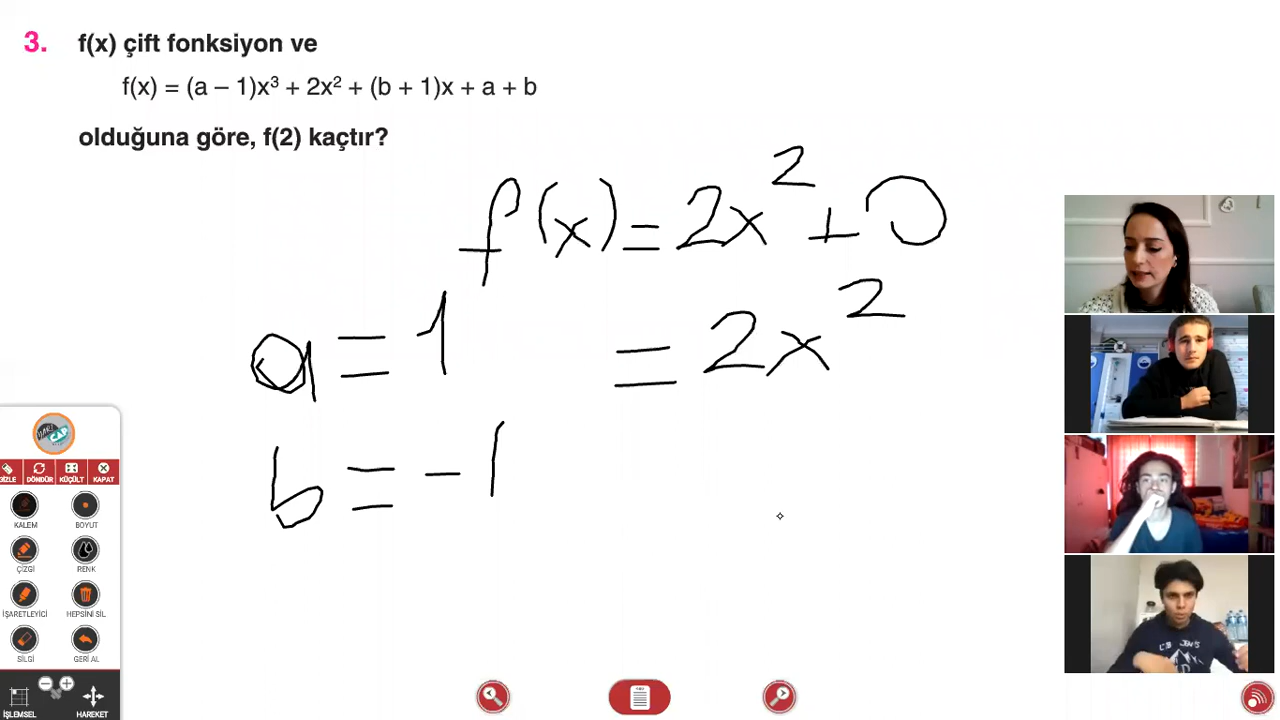 3. f(x) çift fonksiyon ve
f(x) = (a – 1)x³ + 2x² + (b + 1)x + a + b
olduğuna göre, f(2) kaçtır?
f(x) = 2x² + 0
a = 1
= 2x²
b = -1
GİZLE DÖNDÜR KÜÇÜLT KAPAT
KALEM BOYUT
ÇİZGİ RENK
İŞARETLEYİCİ HEPSİNİ SİL
SİLGİ GERİ AL
İŞLEMSEL HAREKET